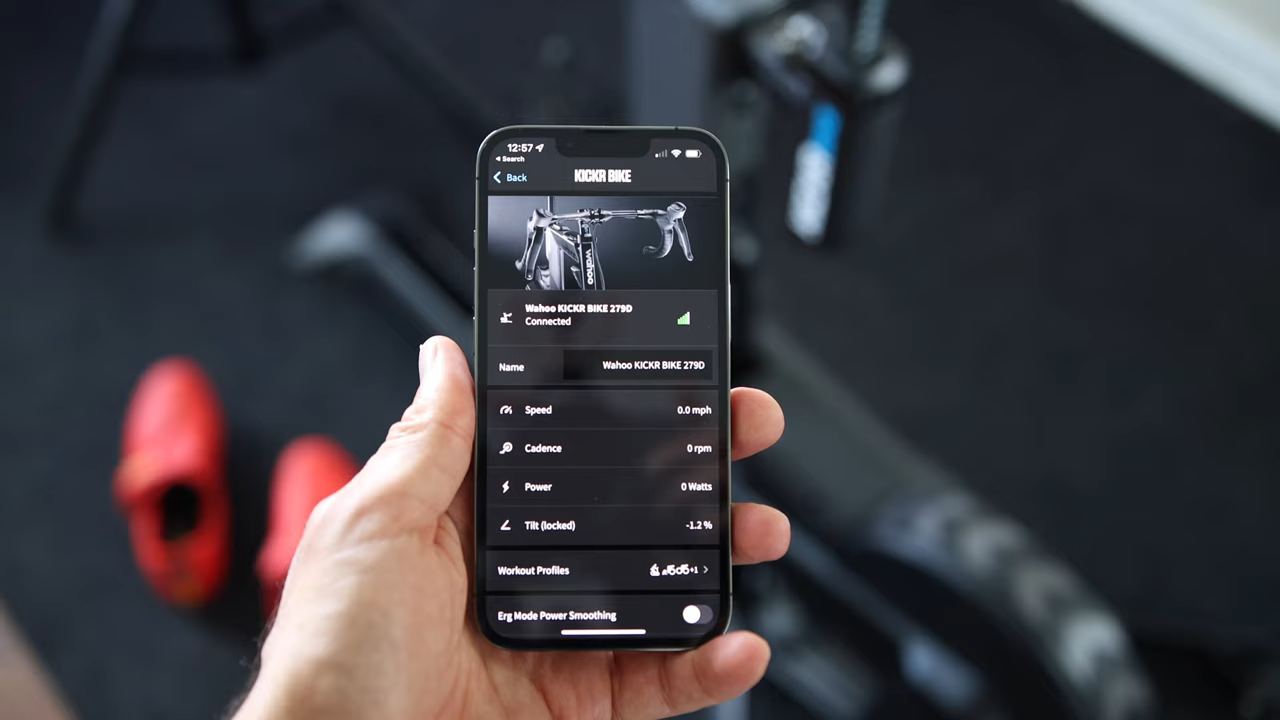 12:57
Search
Back
KICKR BIKE
wahoo
Wahoo KICKR BIKE 279D
Connected
Name
Wahoo KICKR BIKE 279D
Speed
0.0 mph
Cadence
0 rpm
Power
0 Watts
Tilt (locked)
-1.2 %
Workout Profiles
+1
Erg Mode Power Smoothing